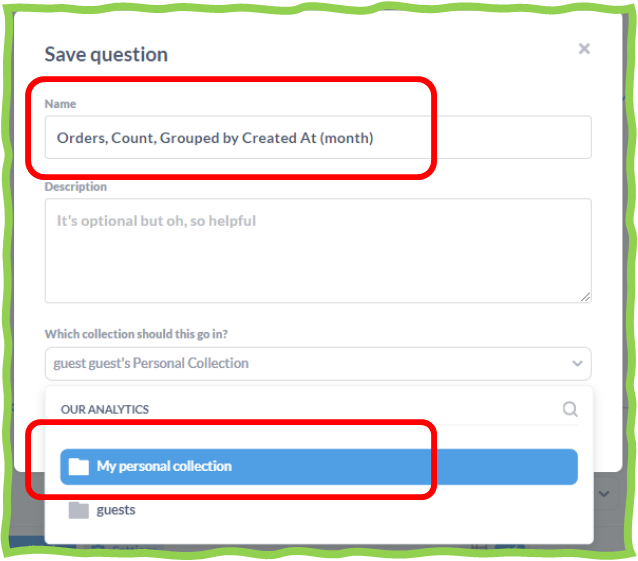 Save question
Name
Orders, Count, Grouped by Created At (month)
Description
It's optional but oh, so helpful
Which collection should this go in?
guest guest's Personal Collection
OUR ANALYTICS
My personal collection
guests